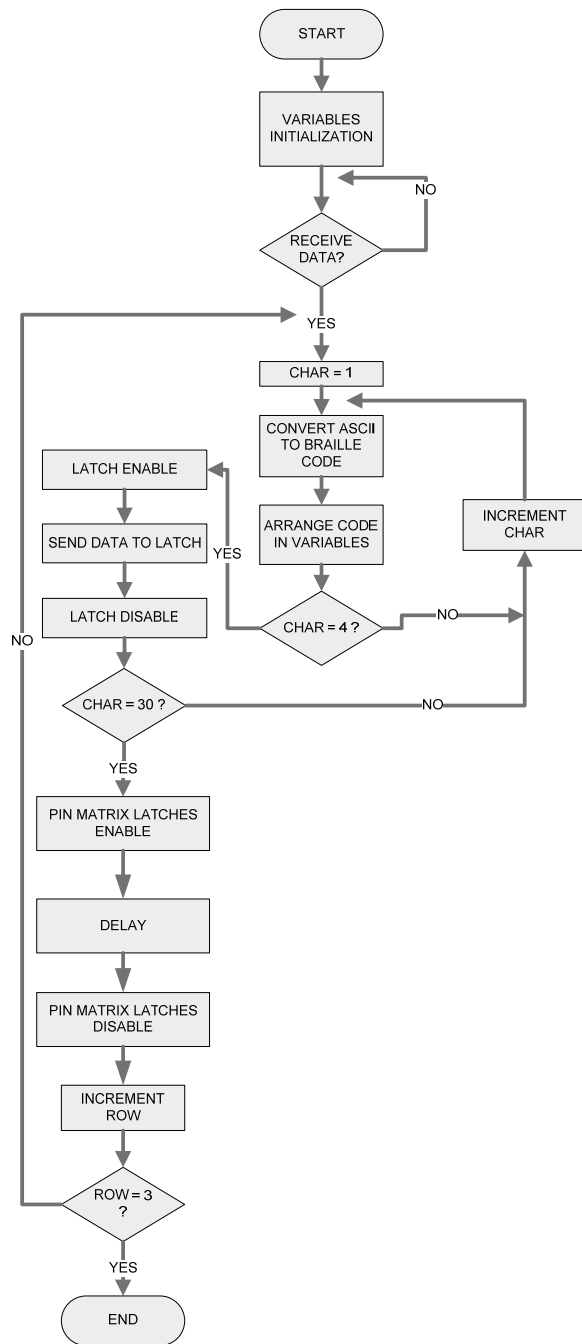 START
VARIABLES
INITIALIZATION
NO
RECEIVE
DATA?
YES
CHAR = 1
CONVERT ASCII
TO BRAILLE
CODE
LATCH ENABLE
ARRANGE CODE
IN VARIABLES
INCREMENT
CHAR
SEND DATA TO LATCH
YES
LATCH DISABLE
CHAR = 4 ?
NO
NO
CHAR = 30 ?
NO
YES
PIN MATRIX LATCHES
ENABLE
DELAY
PIN MATRIX LATCHES
DISABLE
INCREMENT
ROW
ROW = 3
?
YES
END